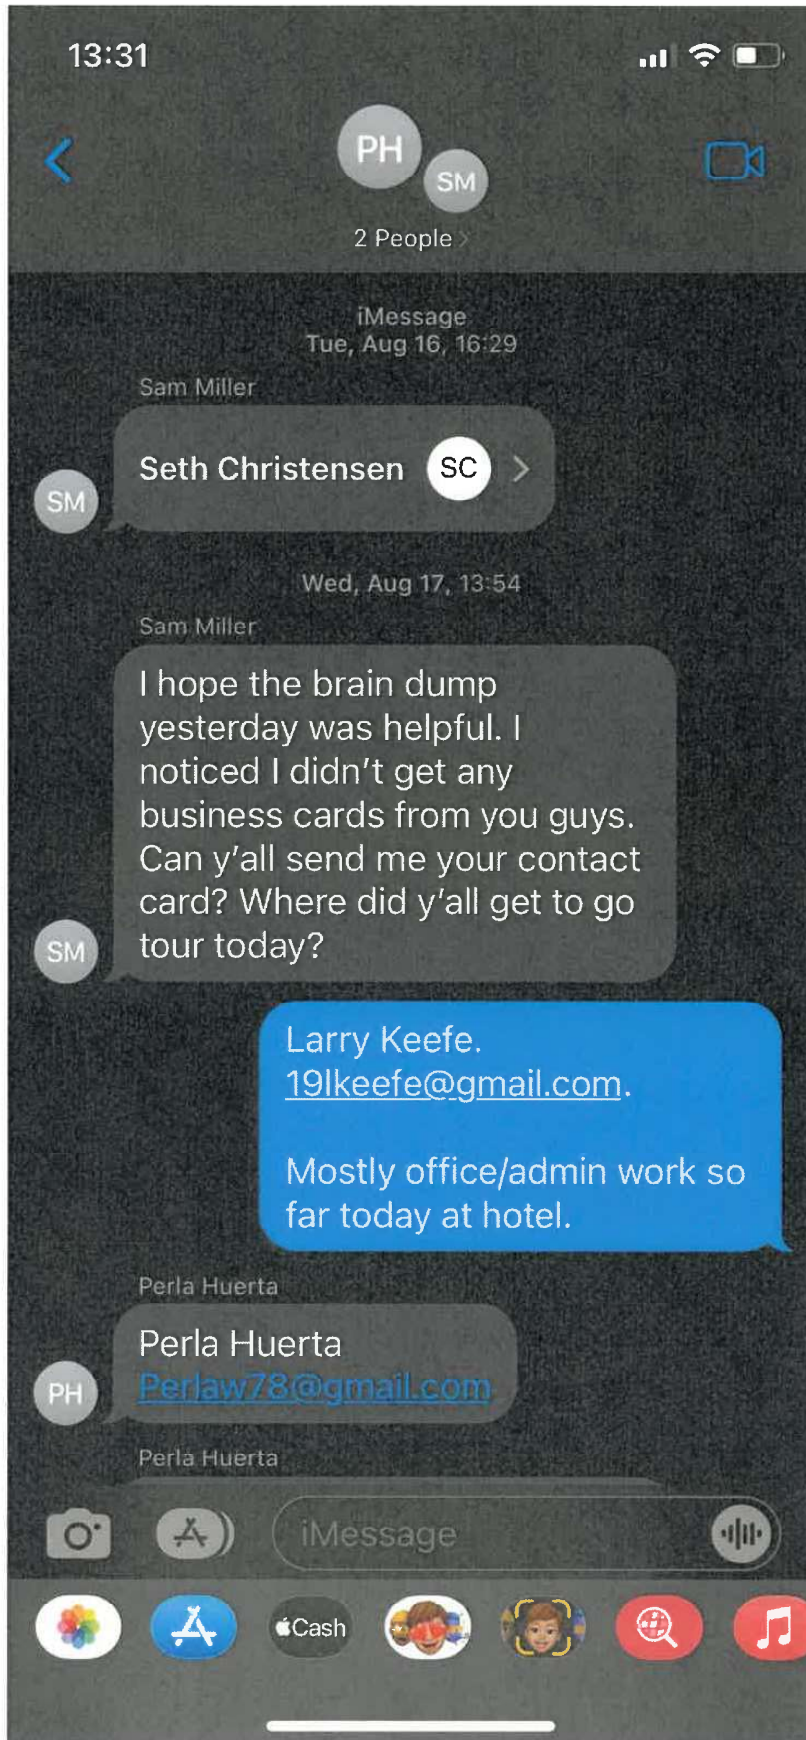 13:31
PH
SM
2 People
iMessage
Tue, Aug 16, 16:29
Sam Miller
Seth Christensen SC
SM
Wed, Aug 17, 13:54
Sam Miller
I hope the brain dump
yesterday was helpful. I
noticed I didn't get any
business cards from you guys.
Can y'all send me your contact
card? Where did y'all get to go
tour today?
SM
Larry Keefe.
19lkeefe@gmail.com.
Mostly office/admin work so
far today at hotel.
Perla Huerta
Perla Huerta
Perlaw78@gmail.com
PH
Perla Huerta
iMessage
Cash